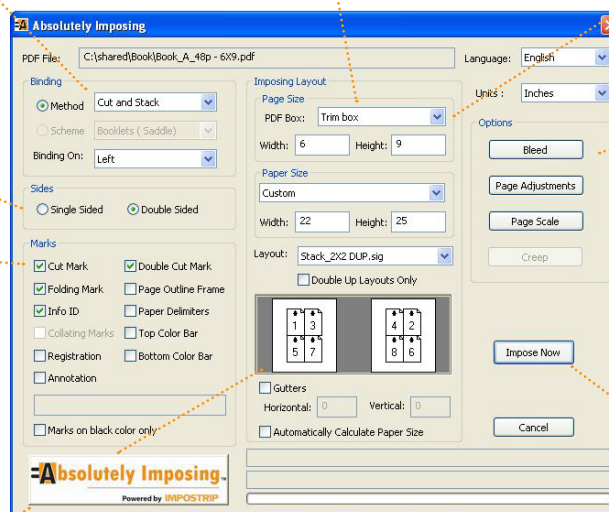 Absolutely Imposing
PDF File: C:\shared\Book\Book_A_48p - 6X9.pdf
Language: English
Units : Inches
Binding
Method Cut and Stack
Scheme Booklets ( Saddle)
Binding On: Left
Sides
Single Sided Double Sided
Marks
Cut Mark Double Cut Mark
Folding Mark Page Outline Frame
Info ID Paper Delimiters
Collating Marks Top Color Bar
Registration Bottom Color Bar
Annotation
Marks on black color only
Absolutely Imposing
Powered by IMPOSTRIP
Imposing Layout
Page Size
PDF Box: Trim box
Width: 6 Height: 9
Paper Size
Custom
Width: 22 Height: 25
Layout: Stack_2X2 DUP.sig
Double Up Layouts Only
1 3 4 2
5 7 8 6
Gutters
Horizontal: 0 Vertical: 0
Automatically Calculate Paper Size
Options
Bleed
Page Adjustments
Page Scale
Creep
Impose Now
Cancel